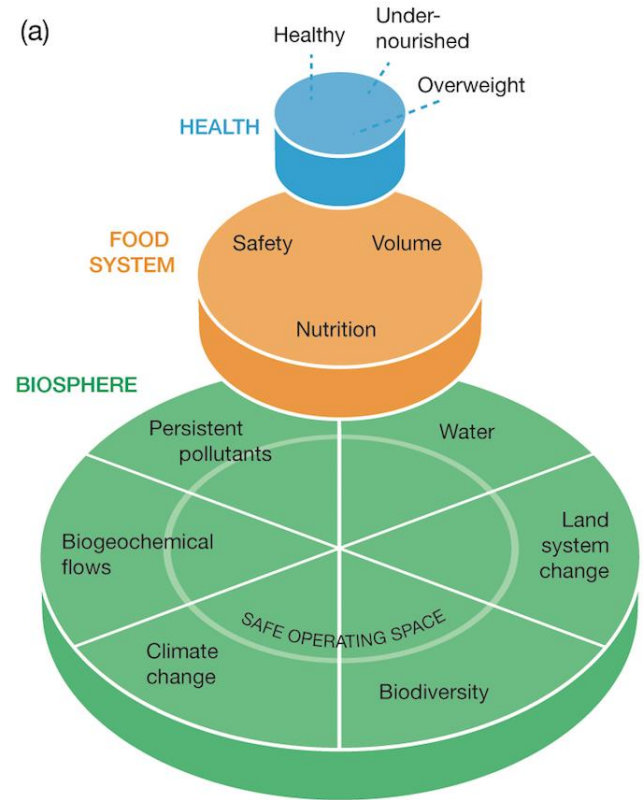 (a)
Healthy
Under-
nourished
Overweight
HEALTH
FOOD
SYSTEM
Safety
Volume
Nutrition
BIOSPHERE
Persistent
pollutants
Water
Biogeochemical
flows
Land
system
change
SAFE OPERATING SPACE
Climate
change
Biodiversity